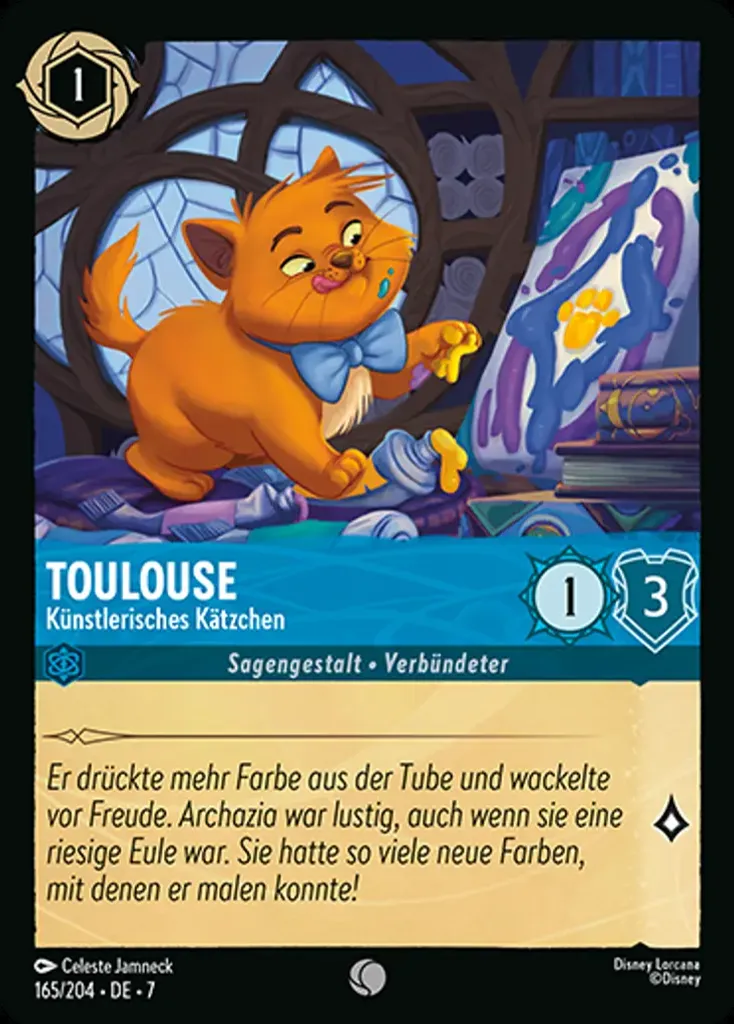 1
TOULOUSE
Künstlerisches Kätzchen
1
3
Sagengestalt • Verbündeter
Er drückte mehr Farbe aus der Tube und wackelte
vor Freude. Archazia war lustig, auch wenn sie eine
riesige Eule war. Sie hatte so viele neue Farben,
mit denen er malen konnte!
Celeste Jamneck
165/204 • DE • 7
Disney Lorcana
©Disney